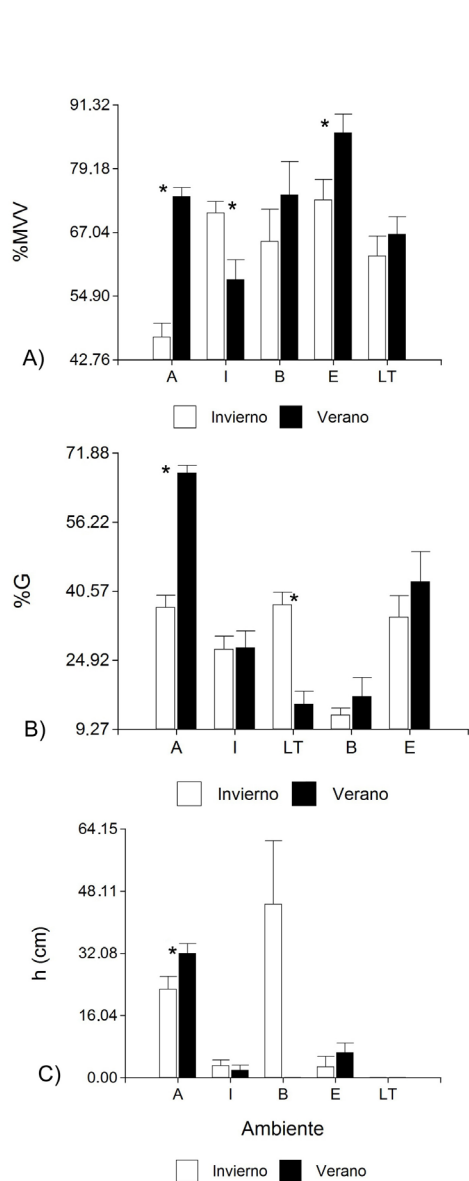 91.32
79.18
67.04
54.90
42.76
%MVV
* * *
A)
A I B E LT
Invierno Verano
71.88
56.22
40.57
24.92
9.27
%G
* *
B)
A I LT B E
Invierno Verano
64.15
48.11
32.08
16.04
0.00
h (cm)
*
C)
A I B E LT
Ambiente
Invierno Verano